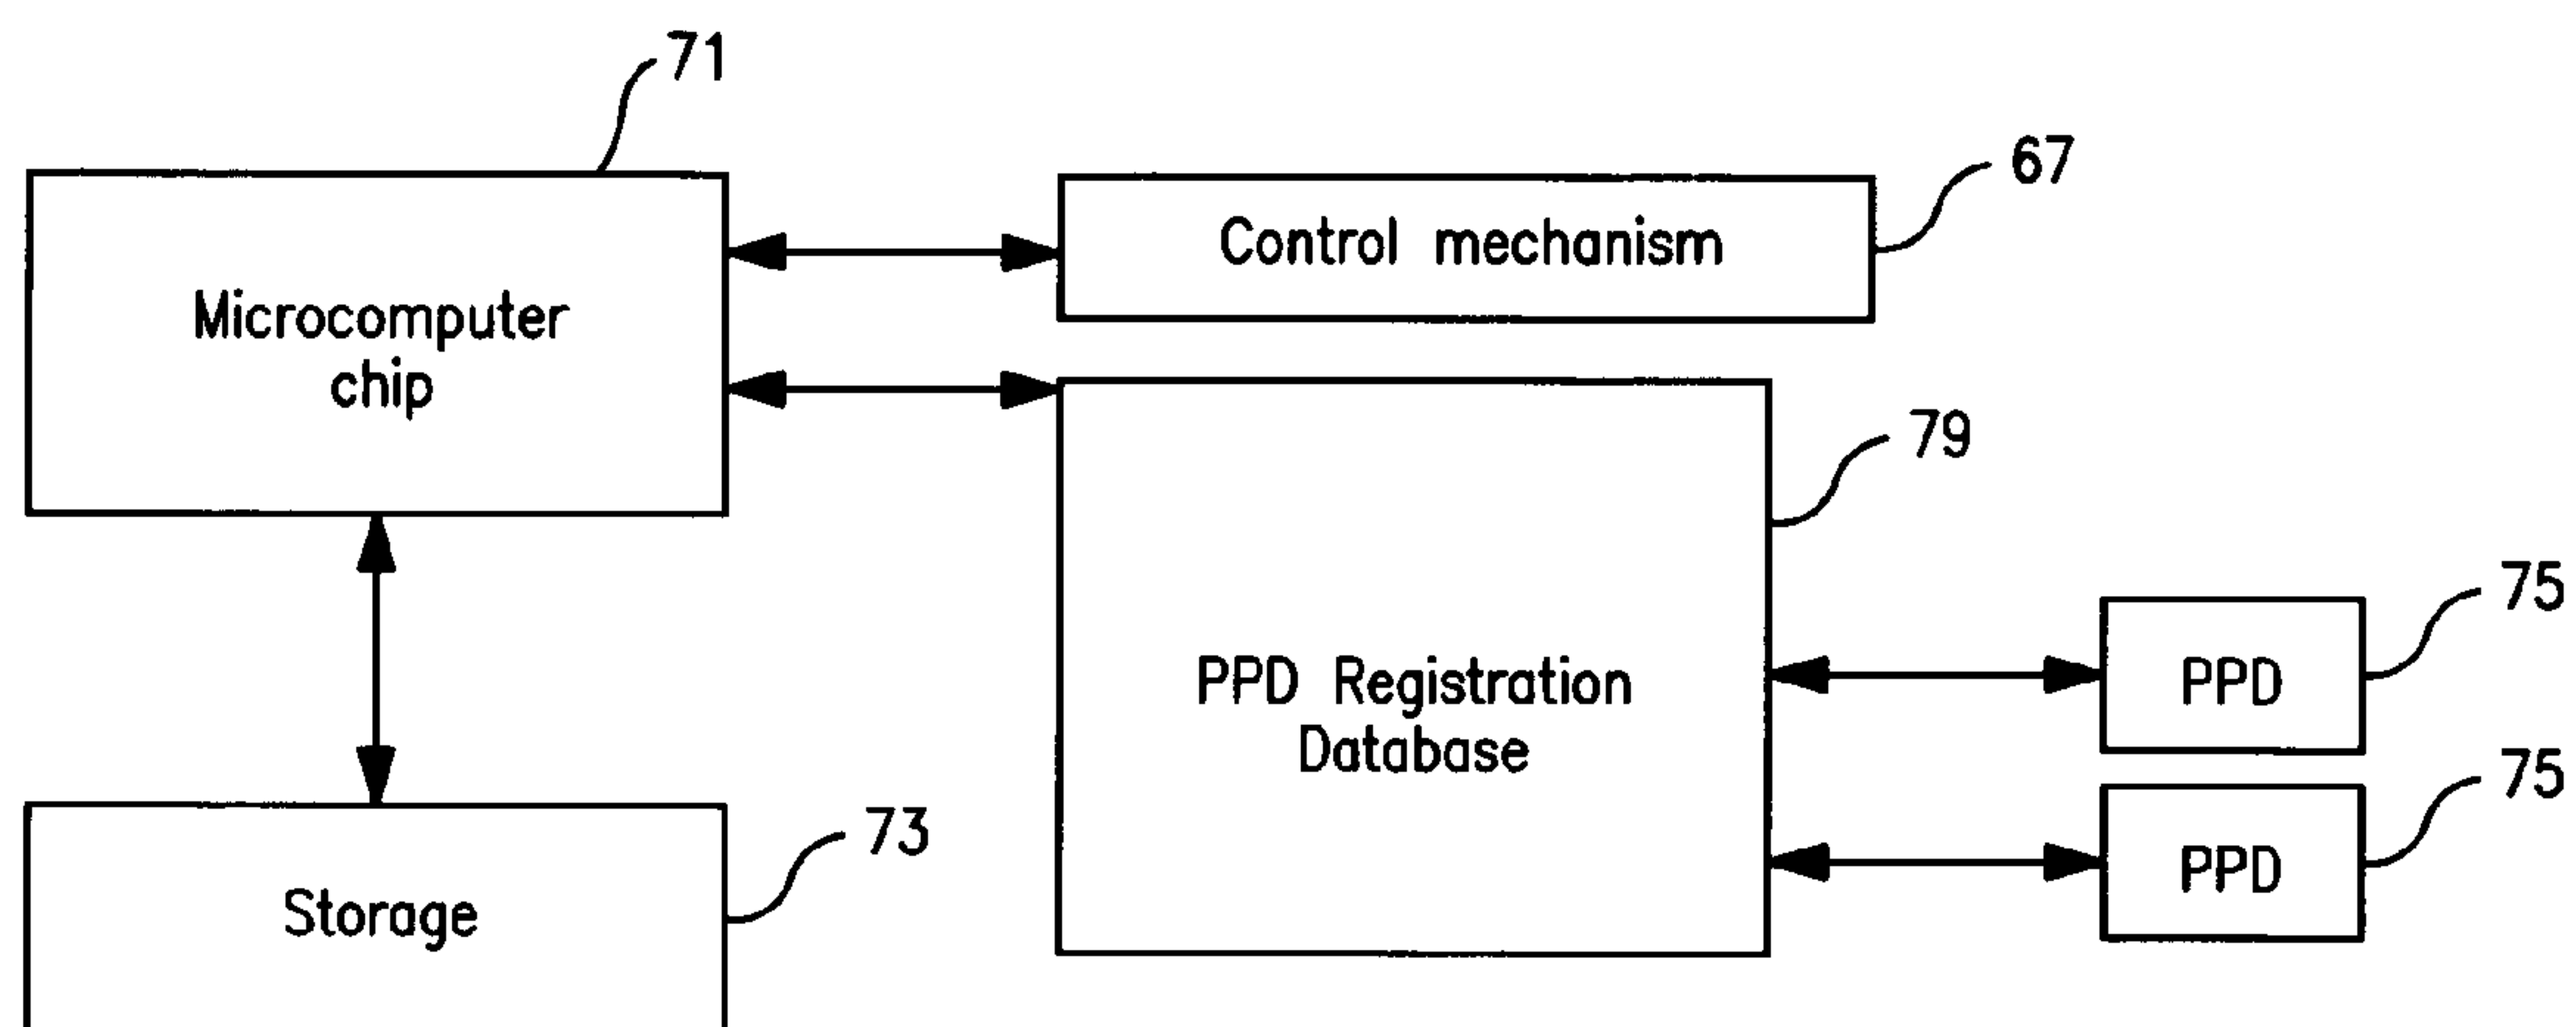 71
Microcomputer
chip
Control mechanism
67
79
PPD Registration
Database
75
PPD
75
PPD
73
Storage